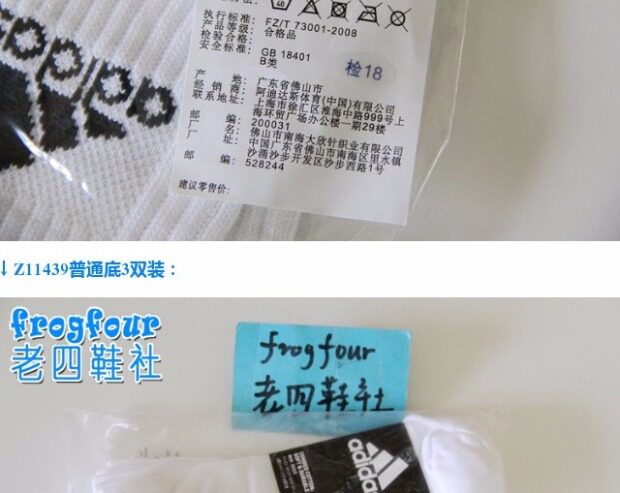 adidas
执行标准: FZ/T 73001-2008
产品等级: 合格品
检验合格:
安全标准: GB 18401
B类
检18
产 地: 广东省佛山市
经 销 商: 阿迪达斯体育(中国)有限公司
联系地址: 上海市徐汇区淮海中路999号上
海环贸广场办公楼一期29楼
邮 编: 200031
厂 名: 佛山市南海大欣针织业有限公司
厂 址: 中国广东省佛山市南海区里水镇
沙涌沙步开发区沙步西路1号
邮 编: 528244
建议零售价:
↓Z11439普通底3双装:
frogfour
老四鞋社
frogfour
老四鞋社
adidas